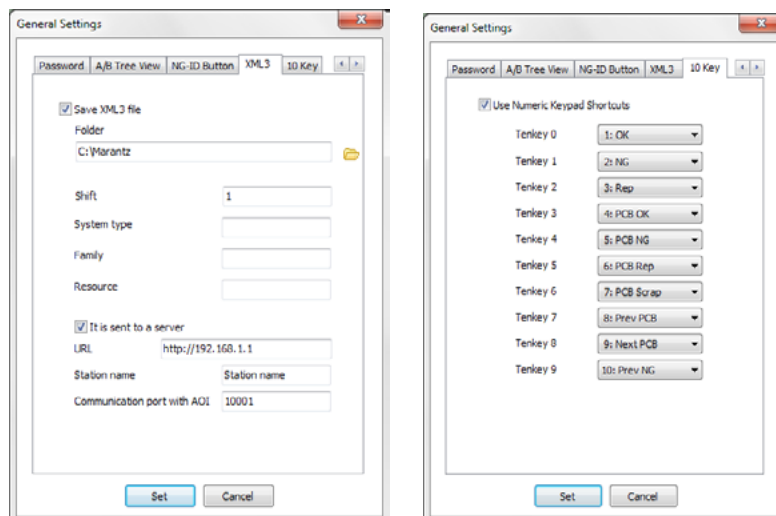 General Settings
Password A/B Tree View NG-ID Button XML3 10 Key
Save XML3 file
Folder
C:\Marantz
Shift 1
System type
Family
Resource
It is sent to a server
URL http://192.168.1.1
Station name Station name
Communication port with AOI 10001
Set Cancel
General Settings
Password A/B Tree View NG-ID Button XML3 10 Key
Use Numeric Keypad Shortcuts
Tenkey 0 1: OK
Tenkey 1 2: NG
Tenkey 2 3: Rep
Tenkey 3 4: PCB OK
Tenkey 4 5: PCB NG
Tenkey 5 6: PCB Rep
Tenkey 6 7: PCB Scrap
Tenkey 7 8: Prev PCB
Tenkey 8 9: Next PCB
Tenkey 9 10: Prev NG
Set Cancel